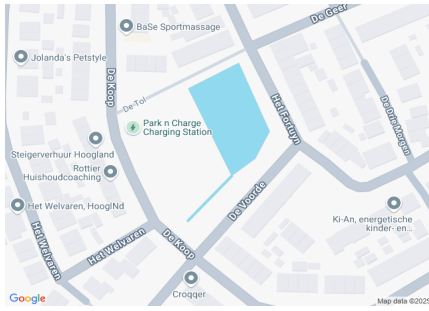 De Geer
BaSe Sportmassage
Jolanda's Petstyle
De Koop
De Tol
Het Fortuyn
De Drie Morgen
Park n Charge
Charging Station
Steigerverhuur Hoogland
Rottier
Huishoudcoaching
Het Welvaren, HooglNd
De Voorde
Ki-An, energetische
kinder- en...
Het Welvaren
Het Welvaren
De Koop
Croqqer
Google
Map data ©2025